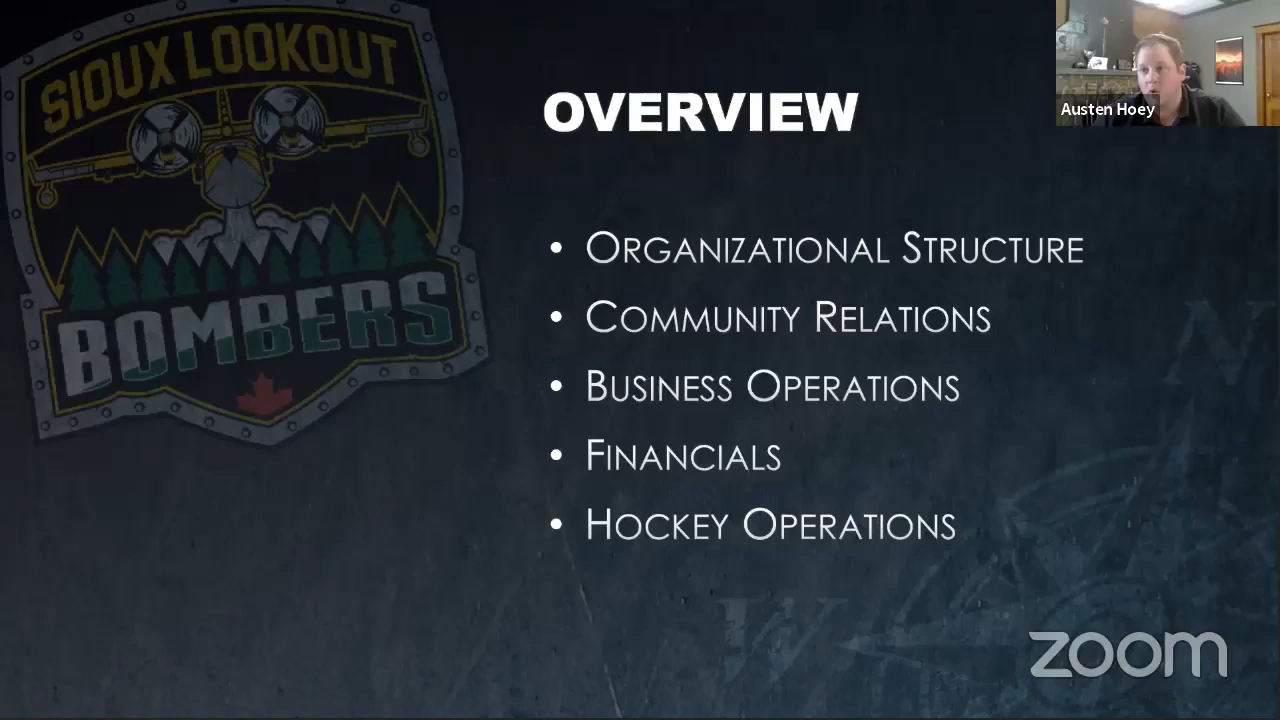 SIOUX LOOKOUT
BOMBERS
OVERVIEW
Austen Hoey
• ORGANIZATIONAL STRUCTURE
• COMMUNITY RELATIONS
• BUSINESS OPERATIONS
• FINANCIALS
• HOCKEY OPERATIONS
N
W
zoom